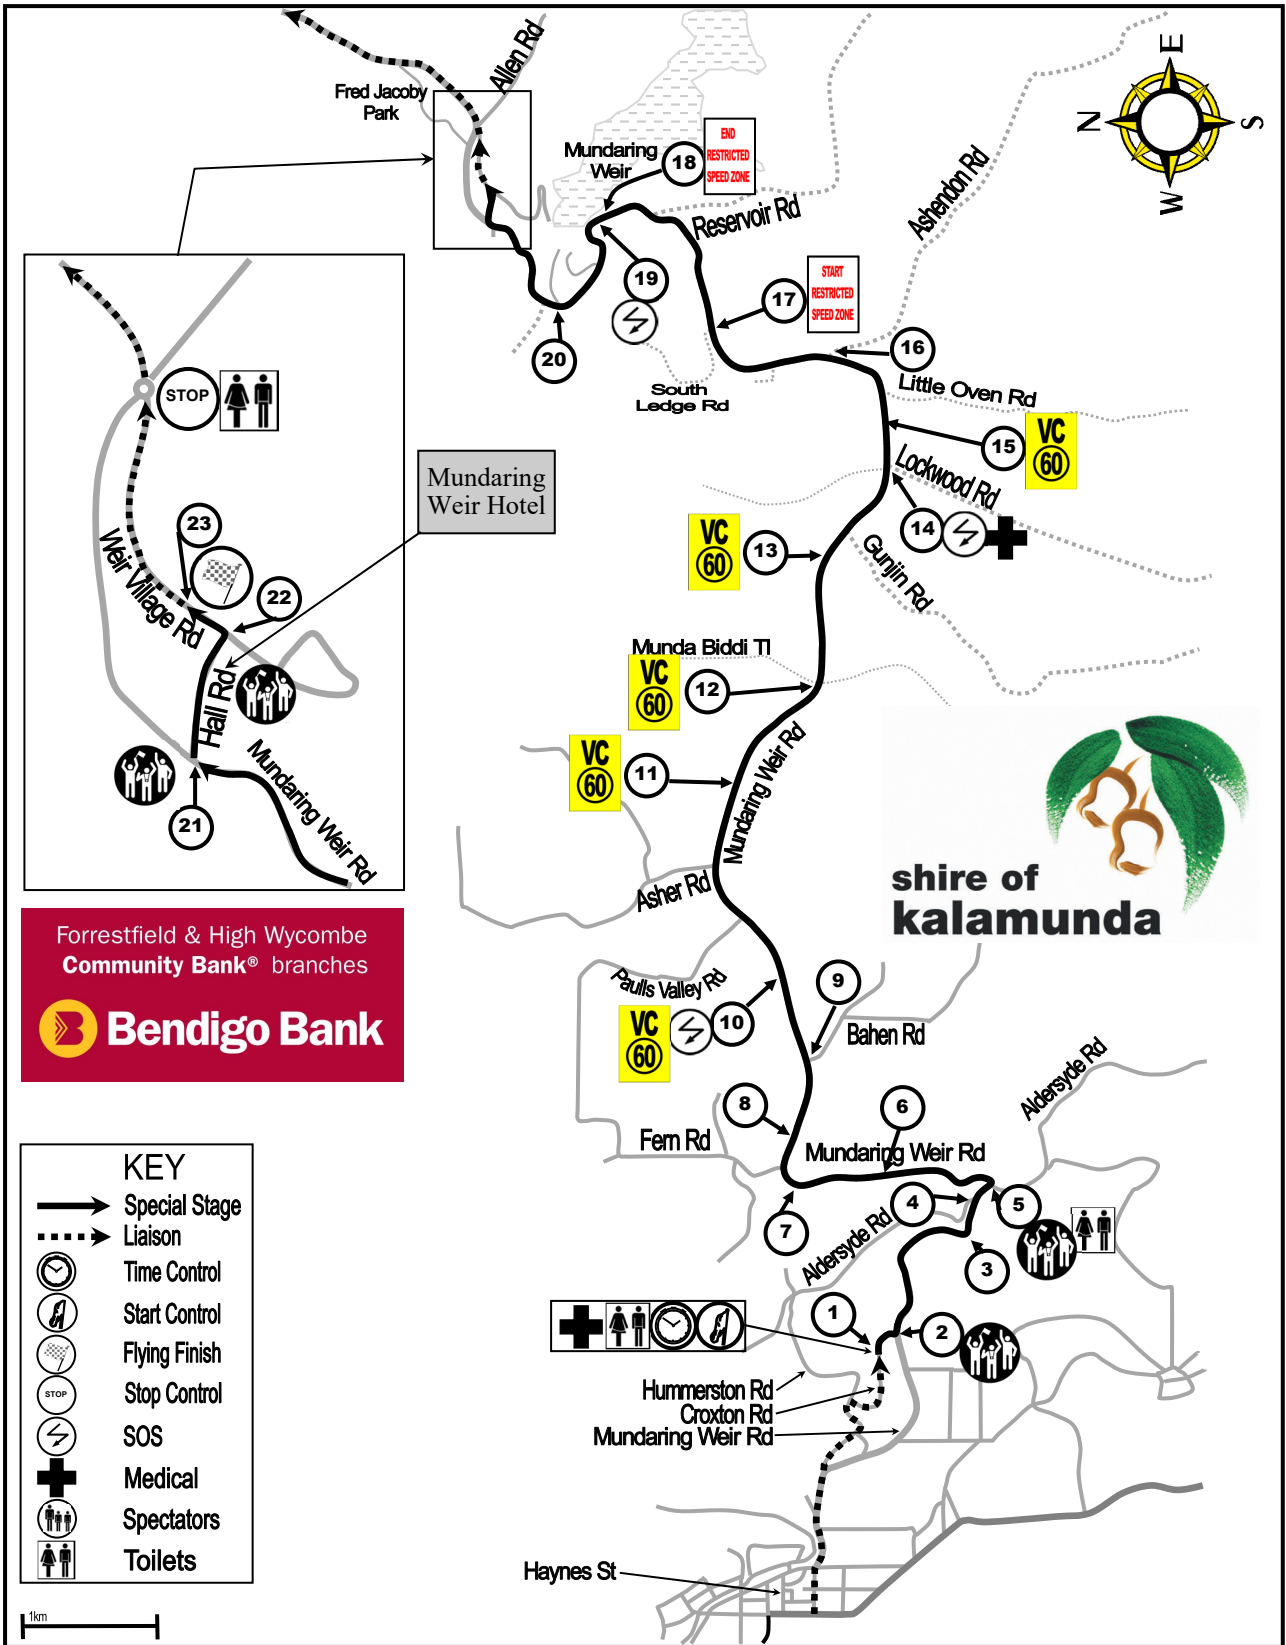 Allen Rd
Fred Jacoby
Park
E
N
S
W
Mundaring
Weir
18
END
RESTRICTED
SPEED ZONE
Reservoir Rd
Ashendon Rd
19
17
START
RESTRICTED
SPEED ZONE
20
16
South
Ledge Rd
Little Oven Rd
STOP
VC
60
15
Mundaring
Weir Hotel
Lockwood Rd
14
VC
60
13
Gunjin Rd
23
22
Weir Village Rd
Hall Rd
Mundaring Weir Rd
21
Munda Biddi Tl
VC
60
12
VC
60
11
Mundaring Weir Rd
Asher Rd
shire of
kalamunda
Forrestfield & High Wycombe
Community Bank® branches
B
Bendigo Bank
Paulls Valley Rd
VC
60
10
9
Bahen Rd
Aldersyde Rd
8
6
Fern Rd
Mundaring Weir Rd
7
4
5
Aldersyde Rd
3
1
2
Hummerston Rd
Croxton Rd
Mundaring Weir Rd
Haynes St
KEY
Special Stage
Liaison
Time Control
Start Control
Flying Finish
STOP
Stop Control
SOS
Medical
Spectators
Toilets
1km